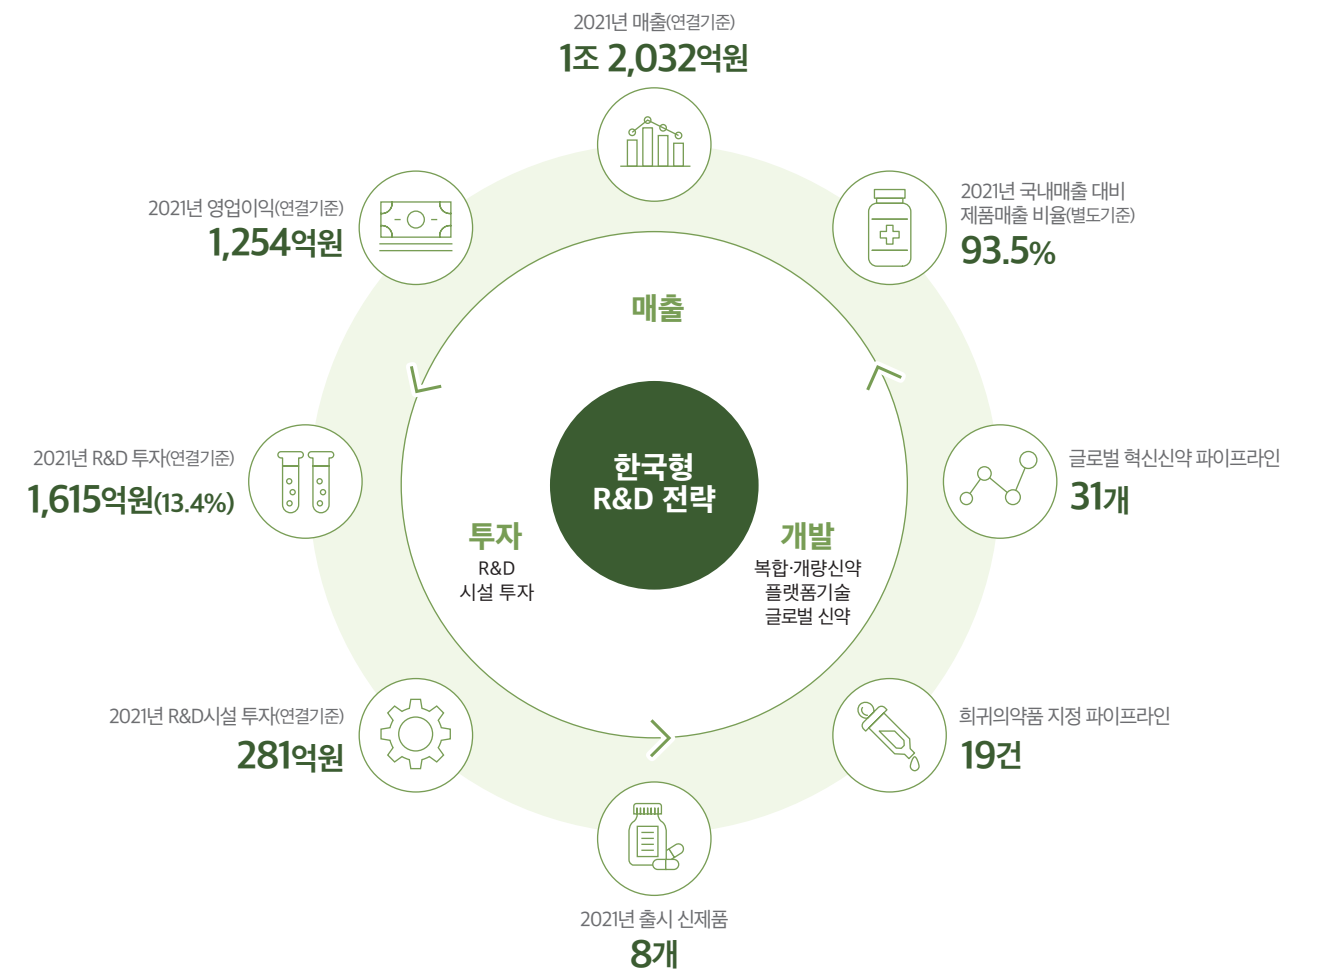 2021년 매출(연결기준)
1조 2,032억원
2021년 영업이익(연결기준)
1,254억원
2021년 국내매출 대비
제품매출 비율(별도기준)
93.5%
매출
2021년 R&D 투자(연결기준)
1,615억원(13.4%)
한국형
R&D 전략
글로벌 혁신신약 파이프라인
31개
투자
R&D
시설 투자
개발
복합·개량신약
플랫폼기술
글로벌 신약
2021년 R&D시설 투자(연결기준)
281억원
희귀의약품 지정 파이프라인
19건
2021년 출시 신제품
8개